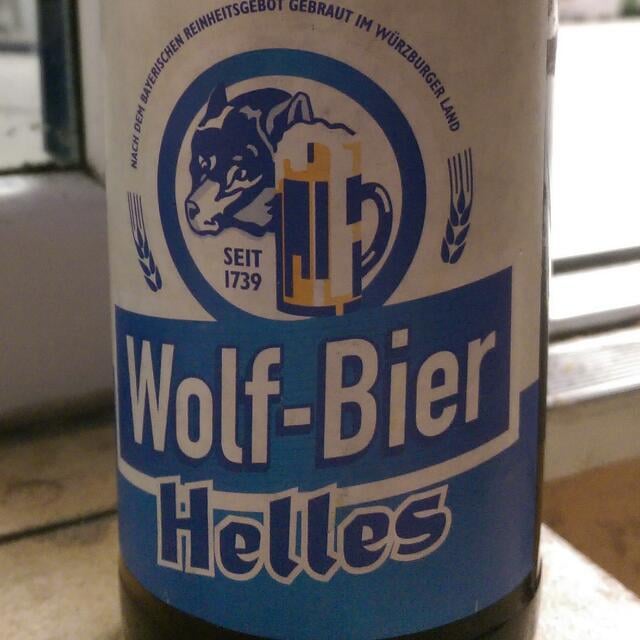 NACH DEM BAYERISCHEN REINHEITSGEBOT GEBRAUT IM WÜRZBURGER LAND
SEIT
1739
Wolf-Bier
Helles